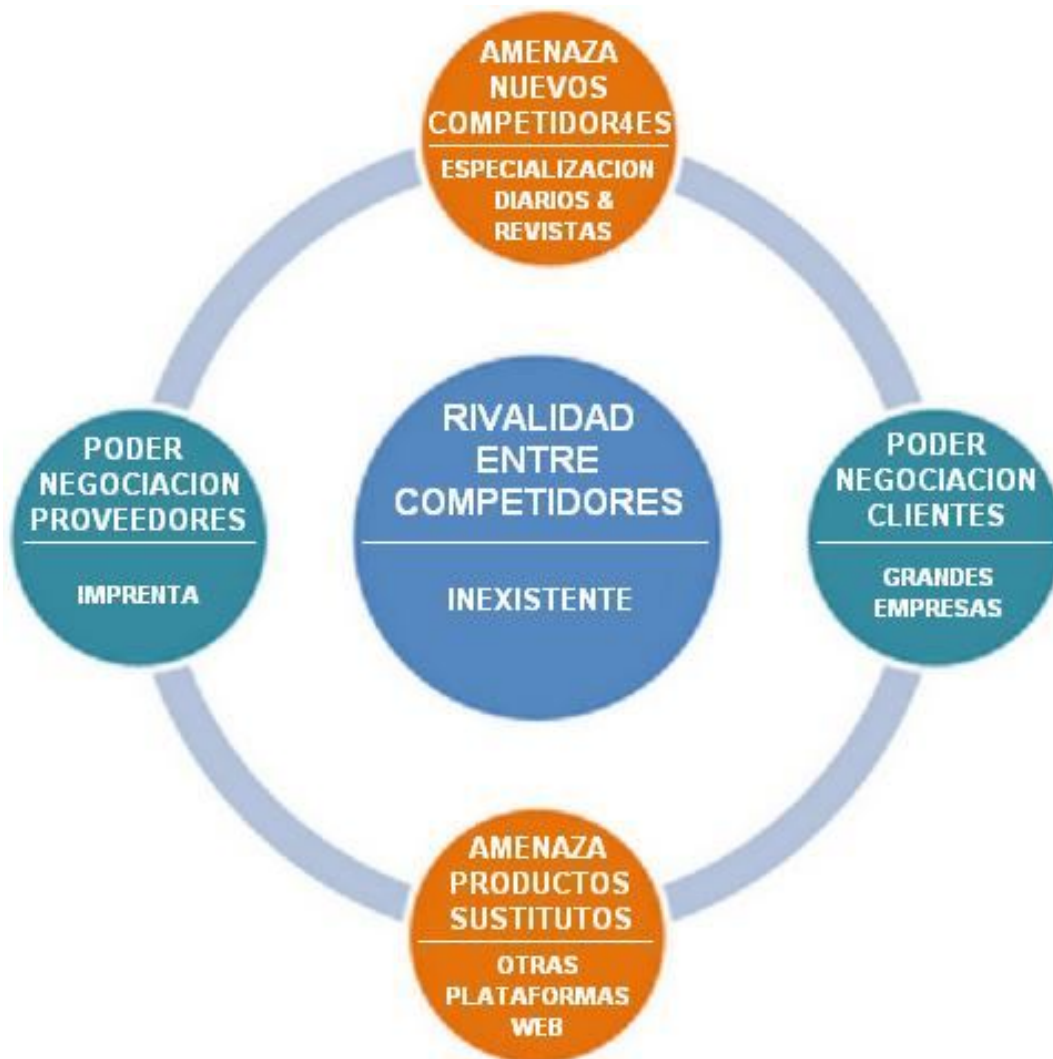 AMENAZA
NUEVOS
COMPETIDOR4ES
ESPECIALIZACION
DIARIOS &
REVISTAS
PODER
NEGOCIACION
PROVEEDORES
IMPRENTA
RIVALIDAD
ENTRE
COMPETIDORES
INEXISTENTE
PODER
NEGOCIACION
CLIENTES
GRANDES
EMPRESAS
AMENAZA
PRODUCTOS
SUSTITUTOS
OTRAS
PLATAFORMAS
WEB